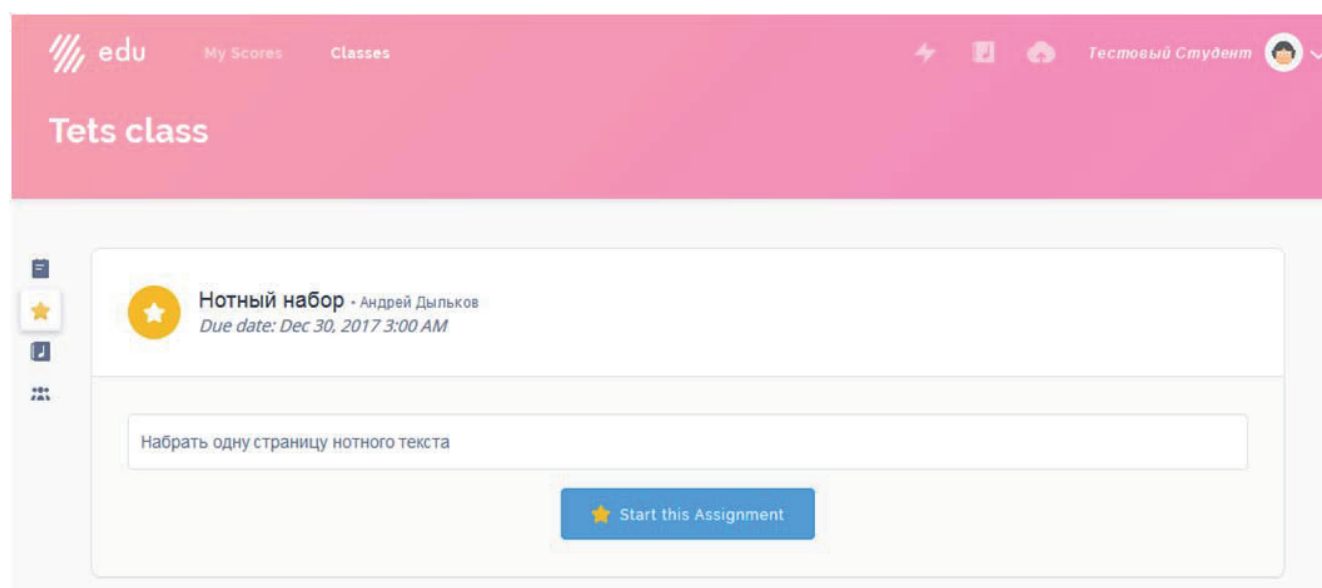 edu My Scores Classes Тестовый Студент
Tets class
Нотный набор - Андрей Дыльков
Due date: Dec 30, 2017 3:00 AM
Набрать одну страницу нотного текста
Start this Assignment